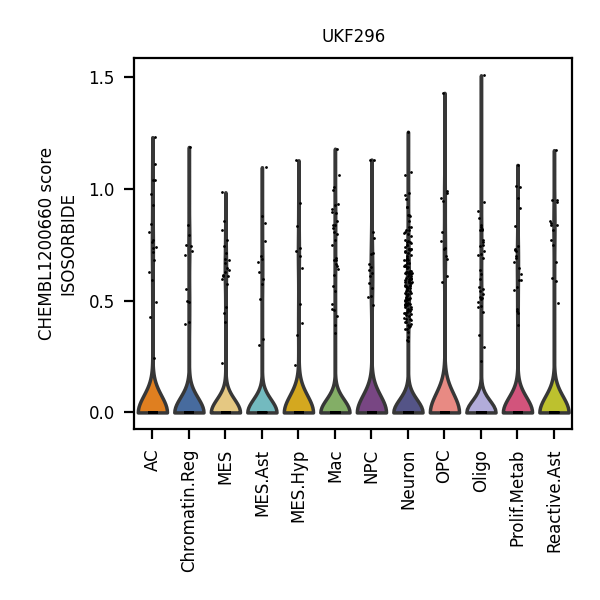 UKF296
CHEMBL1200660 score
ISOSORBIDE
1.5
1.0
0.5
0.0
AC
Chromatin.Reg
MES
MES.Ast
MES.Hyp
Mac
NPC
Neuron
OPC
Oligo
Prolif.Metab
Reactive.Ast